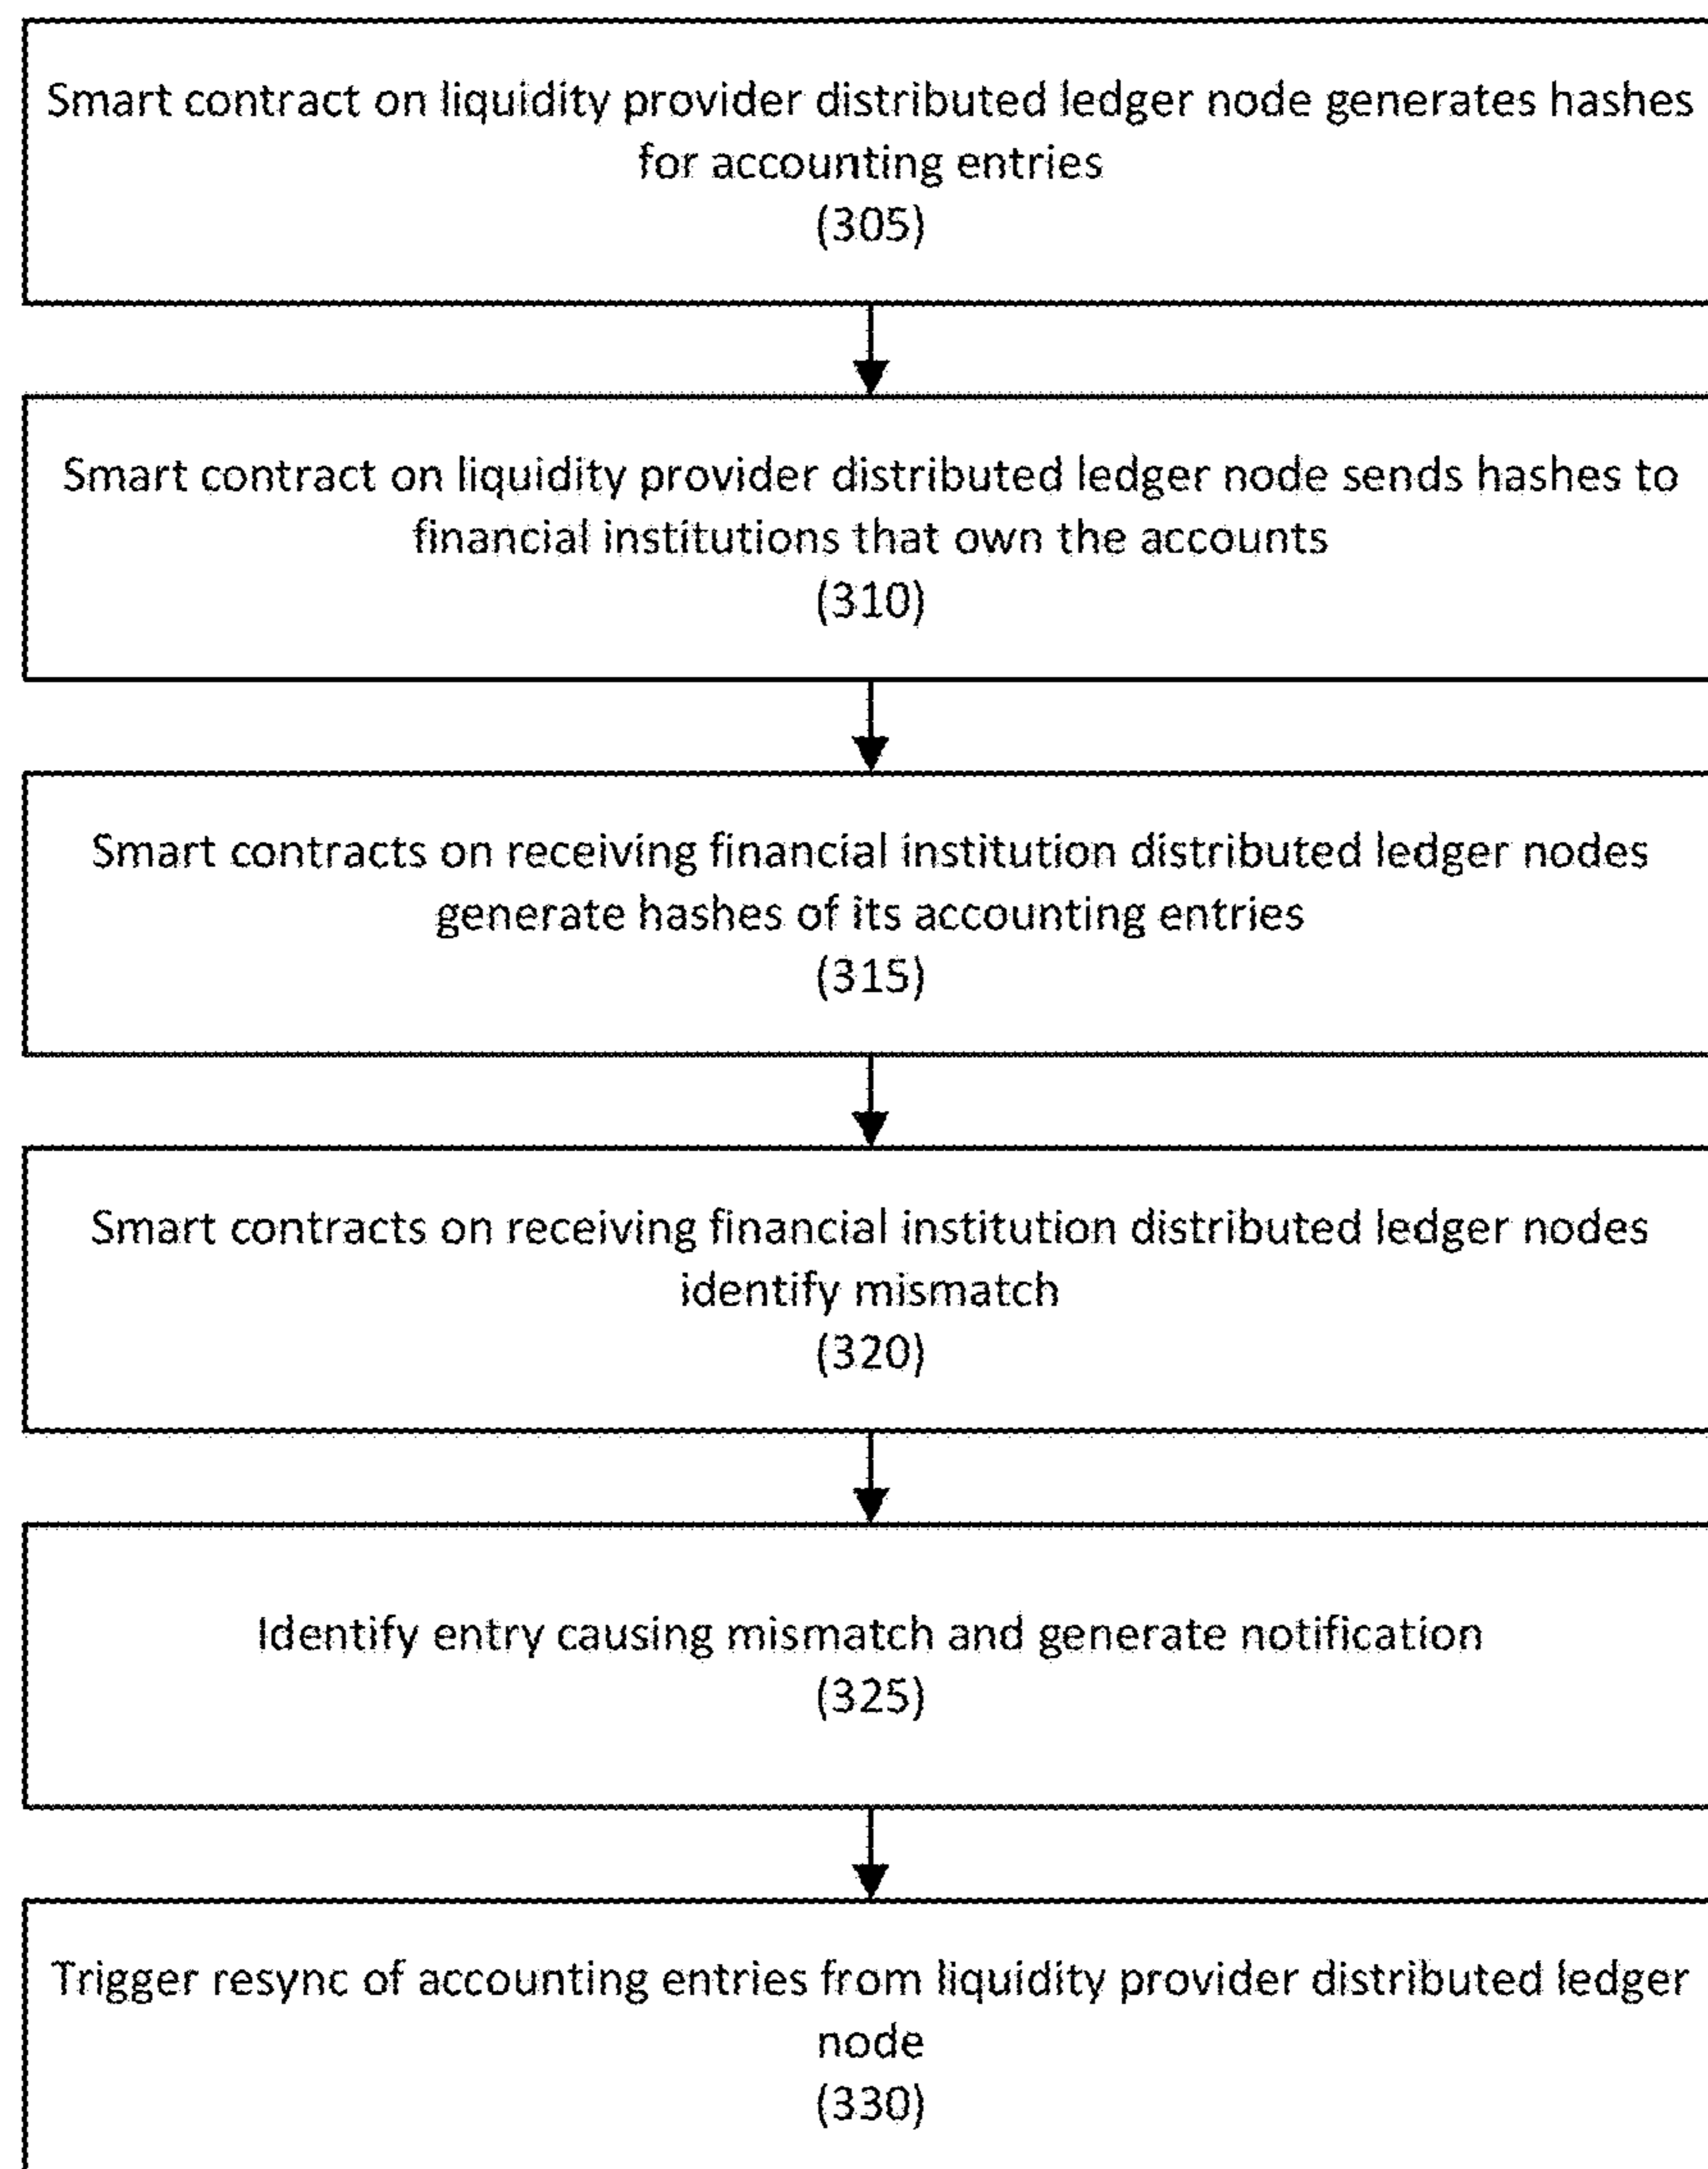 Smart contract on liquidity provider distributed ledger node generates hashes
for accounting entries
(305)
Smart contract on liquidity provider distributed ledger node sends hashes to
financial institutions that own the accounts
(310)
Smart contracts on receiving financial institution distributed ledger nodes
generate hashes of its accounting entries
(315)
Smart contracts on receiving financial institution distributed ledger nodes
identify mismatch
(320)
Identify entry causing mismatch and generate notification
(325)
Trigger resync of accounting entries from liquidity provider distributed ledger
node
(330)